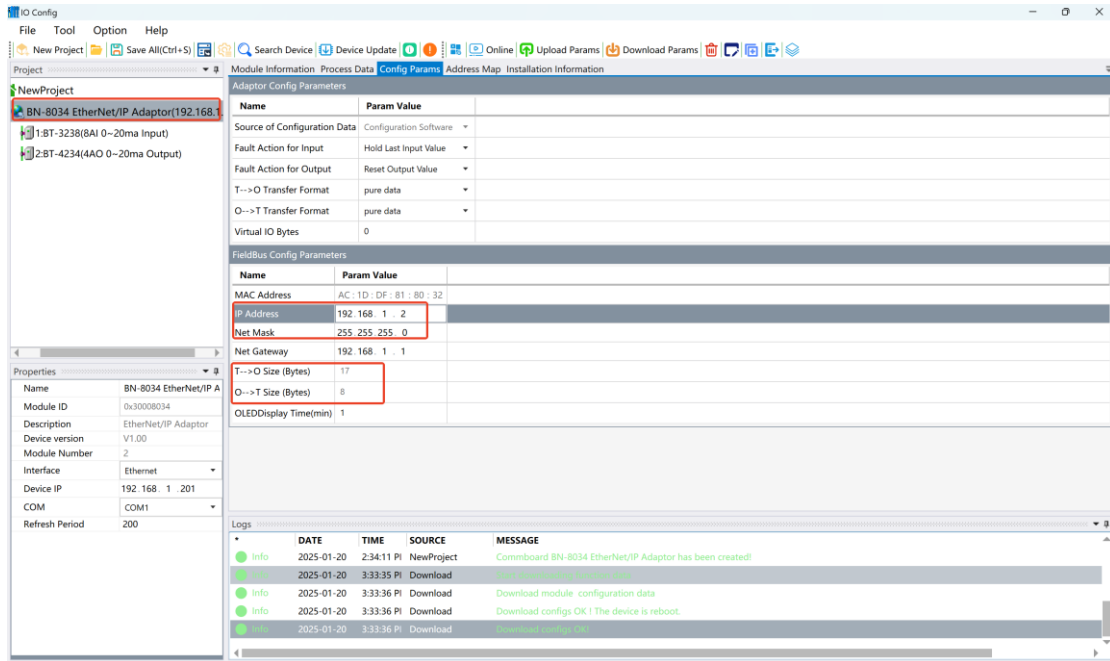 IO Config
File Tool Option Help
New Project Save All(Ctrl+S) Search Device Device Update Online Upload Params Download Params
Project
NewProject
BN-8034 EtherNet/IP Adaptor(192.168.1.
1:BT-3238(8AI 0~20ma Input)
2:BT-4234(4AO 0~20ma Output)
Module Information Process Data Config Params Address Map Installation Information
Adaptor Config Parameters
Name Param Value
Source of Configuration Data Configuration Software
Fault Action for Input Hold Last Input Value
Fault Action for Output Reset Output Value
T-->O Transfer Format pure data
O-->T Transfer Format pure data
Virtual IO Bytes 0
FieldBus Config Parameters
Name Param Value
MAC Address AC : 1D : DF : 81 : 80 : 32
IP Address 192.168. 1 . 2
Net Mask 255.255.255. 0
Net Gateway 192.168. 1 . 1
T-->O Size (Bytes) 17
O-->T Size (Bytes) 8
OLEDDisplay Time(min) 1
Properties
Name BN-8034 EtherNet/IP A
Module ID 0x30008034
Description EtherNet/IP Adaptor
Device version V1.00
Module Number 2
Interface Ethernet
Device IP 192.168. 1 .201
COM COM1
Refresh Period 200
Logs
* DATE TIME SOURCE MESSAGE
Info 2025-01-20 2:34:11 PI NewProject Commboard BN-8034 EtherNet/IP Adaptor has been created!
2025-01-20 3:33:35 PI Download
Info 2025-01-20 3:33:36 PI Download Download module configuration data
Info 2025-01-20 3:33:36 PI Download Download configs OK ! The device is reboot.
Info 2025-01-20 3:33:36 PI Download Download configs OK!